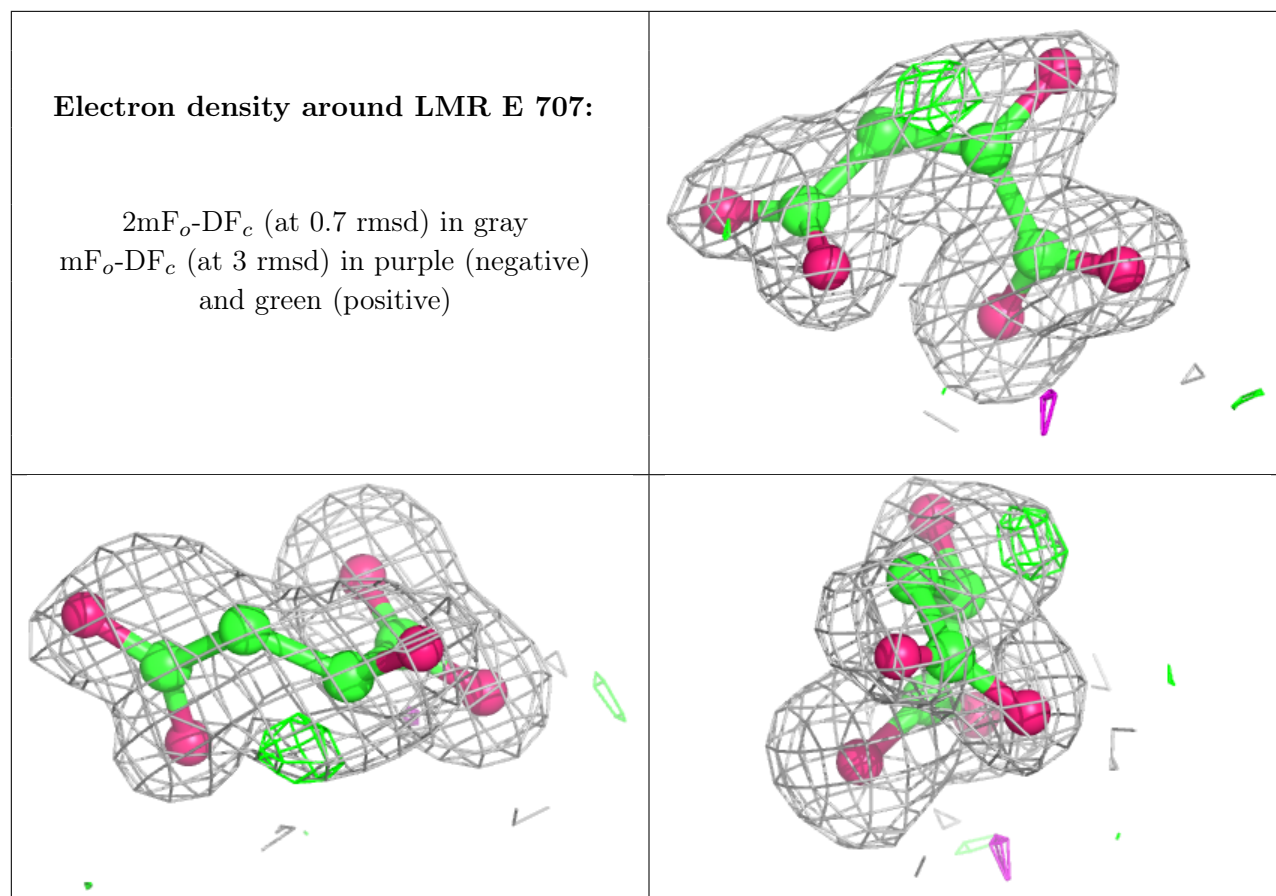 Electron density around LMR E 707:
2mFo-DFc (at 0.7 rmsd) in gray
mFo-DFc (at 3 rmsd) in purple (negative)
and green (positive)